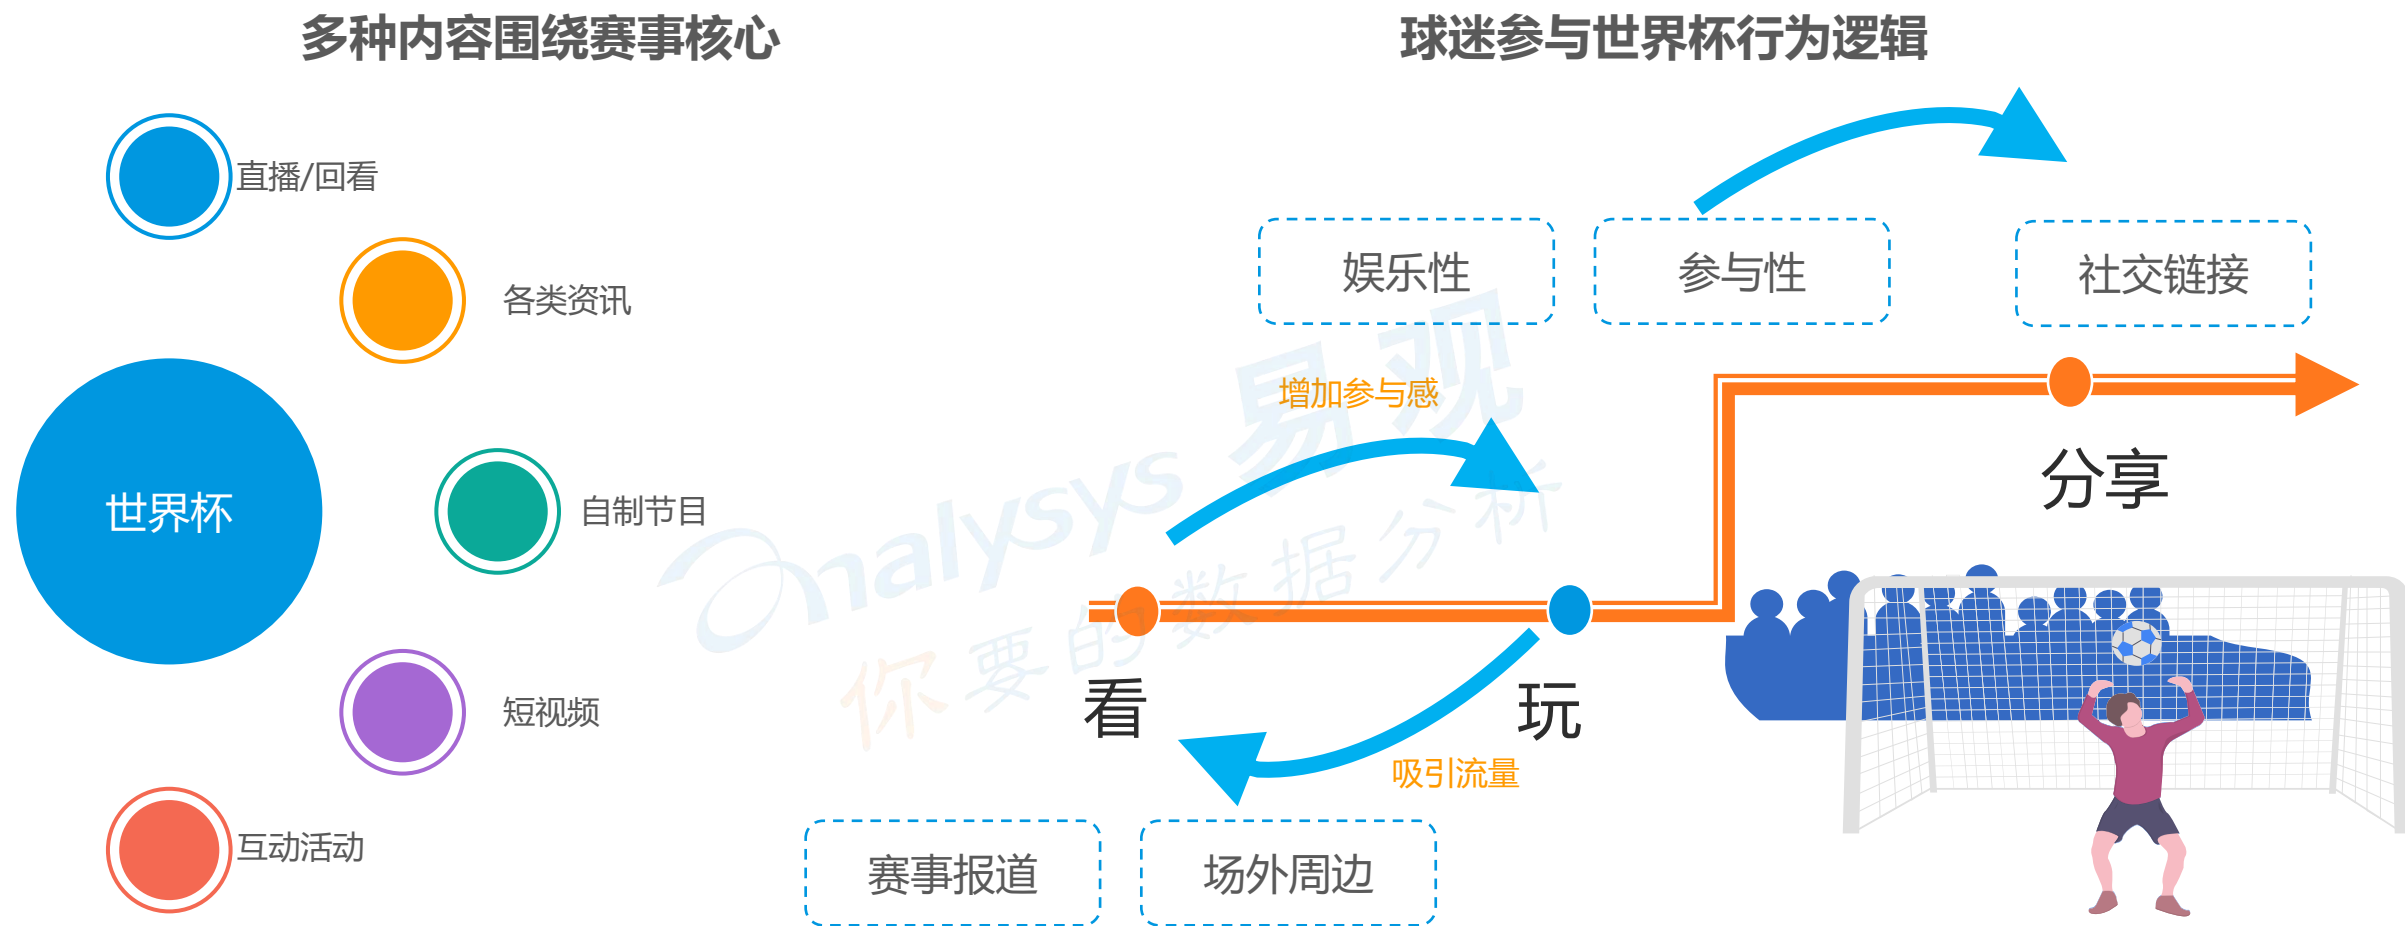 多种内容围绕赛事核心
直播/回看
各类资讯
世界杯
自制节目
短视频
互动活动
球迷参与世界杯行为逻辑
娱乐性
参与性
社交链接
增加参与感
分享
看
玩
吸引流量
赛事报道
场外周边
analysys 易观
你要的数据分析